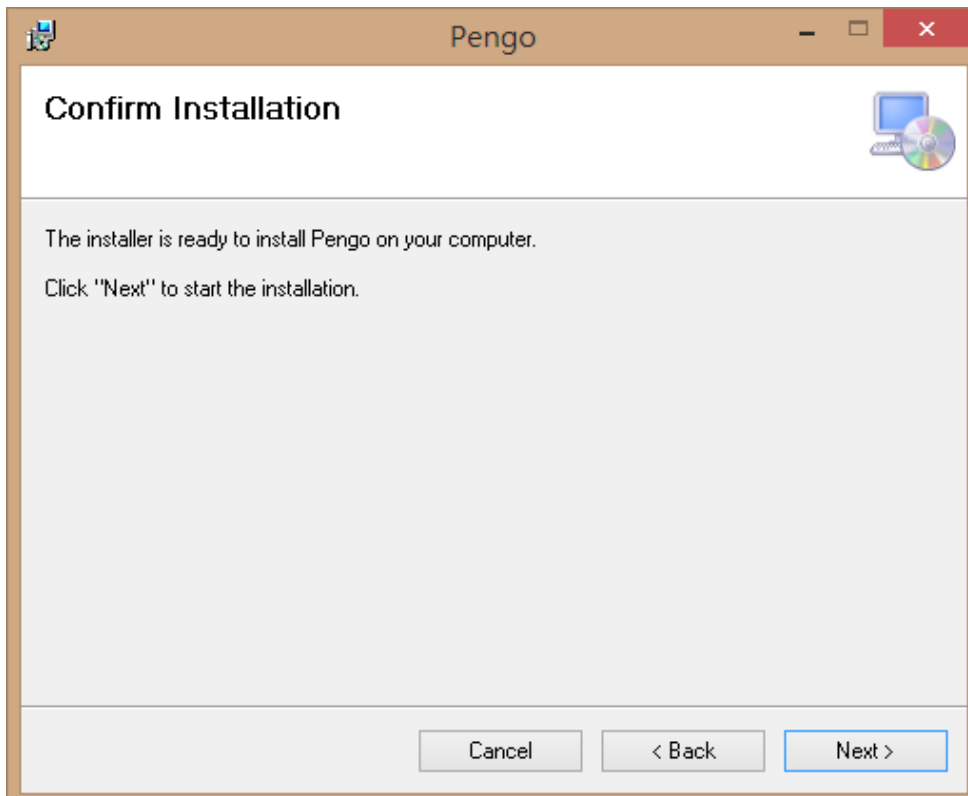 Pengo
Confirm Installation
The installer is ready to install Pengo on your computer.
Click "Next" to start the installation.
Cancel
< Back
Next >